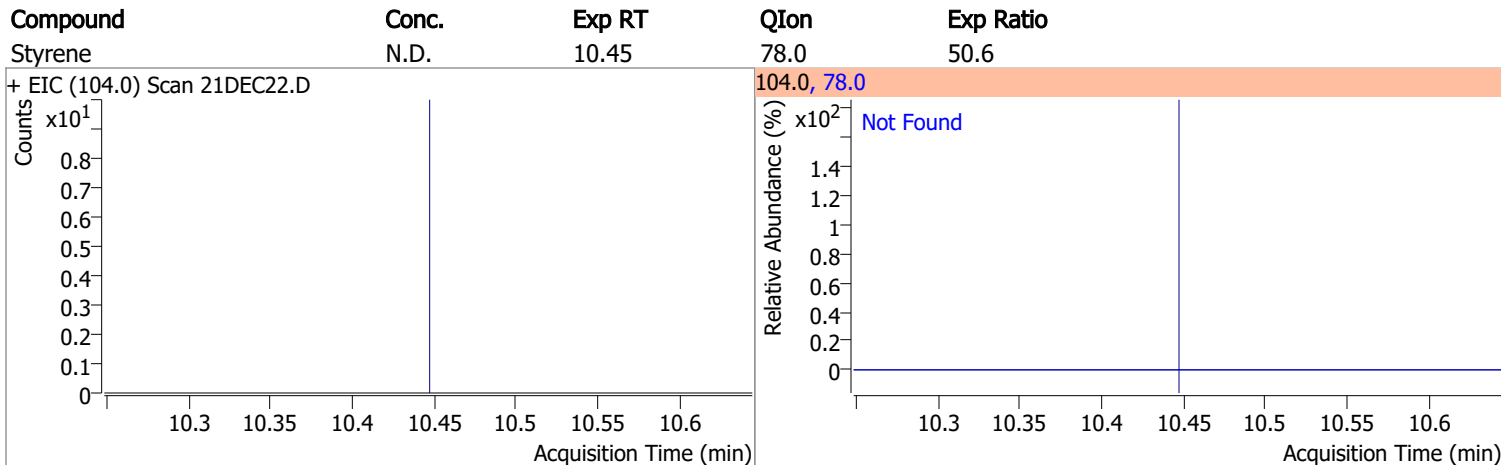 Compound Conc. Exp RT QIon Exp Ratio
Styrene N.D. 10.45 78.0 50.6
+ EIC (104.0) Scan 21DEC22.D
Counts
x10¹
0.8
0.7
0.6
0.5
0.4
0.3
0.2
0.1
0
10.3 10.35 10.4 10.45 10.5 10.55 10.6
Acquisition Time (min)
104.0, 78.0
Relative Abundance (%)
x10²
Not Found
1.4
1.2
1
0.8
0.6
0.4
0.2
0
10.3 10.35 10.4 10.45 10.5 10.55 10.6
Acquisition Time (min)